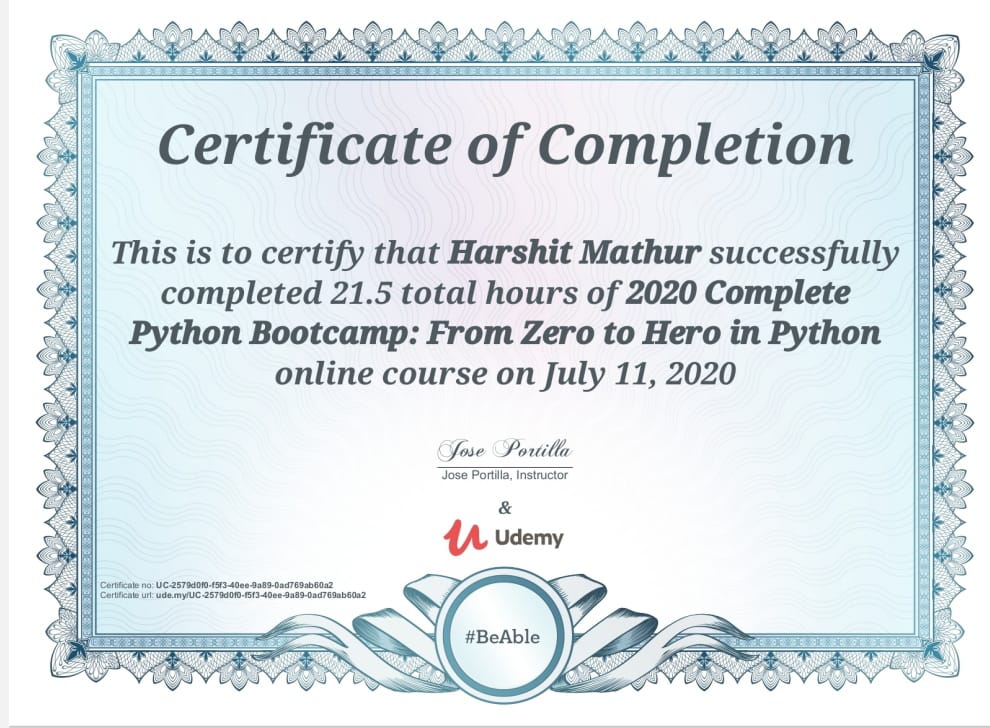 Certificate of Completion
This is to certify that Harshit Mathur successfully
completed 21.5 total hours of 2020 Complete
Python Bootcamp: From Zero to Hero in Python
online course on July 11, 2020
Jose Portilla
Jose Portilla, Instructor
&
Udemy
Certificate no: UC-2579d0f0-f5f3-40ee-9a89-0ad769ab60a2
Certificate url: ude.my/UC-2579d0f0-f5f3-40ee-9a89-0ad769ab60a2
#BeAble